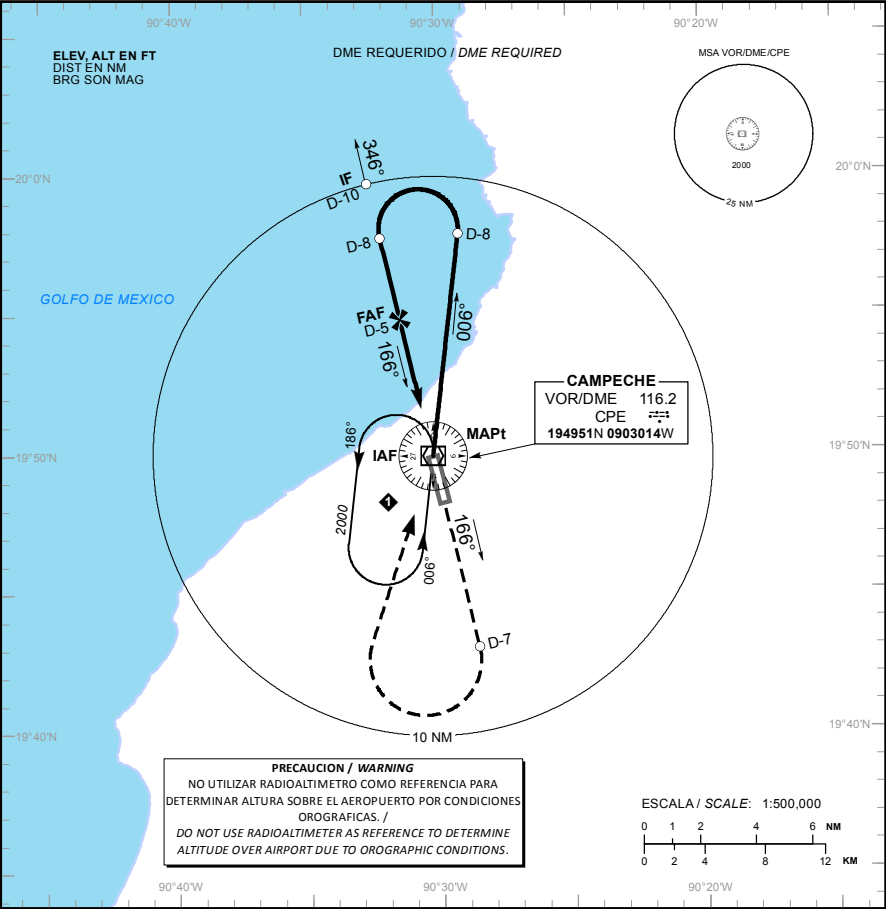 90°40'W
90°30'W
90°20'W
ELEV, ALT EN FT
DIST EN NM
BRG SON MAG
DME REQUERIDO / DME REQUIRED
MSA VOR/DME/CPE
2000
25 NM
20°0'N
20°0'N
346°
IF
D-10
D-8
D-8
GOLFO DE MEXICO
FAF
D-5
166°
006°
CAMPECHE
VOR/DME 116.2
CPE
194951N 0903014W
MAPt
186°
IAF
27
9
19°50'N
19°50'N
1
2000
006°
166°
D-7
19°40'N
19°40'N
10 NM
PRECAUCION / WARNING
NO UTILIZAR RADIOALTIMETRO COMO REFERENCIA PARA
DETERMINAR ALTURA SOBRE EL AEROPUERTO POR CONDICIONES
OROGRAFICAS. /
DO NOT USE RADIOALTIMETER AS REFERENCE TO DETERMINE
ALTITUDE OVER AIRPORT DUE TO OROGRAPHIC CONDITIONS.
ESCALA / SCALE: 1:500,000
0 1 2 4 6 NM
0 2 4 8 12 KM
90°40'W
90°30'W
90°20'W